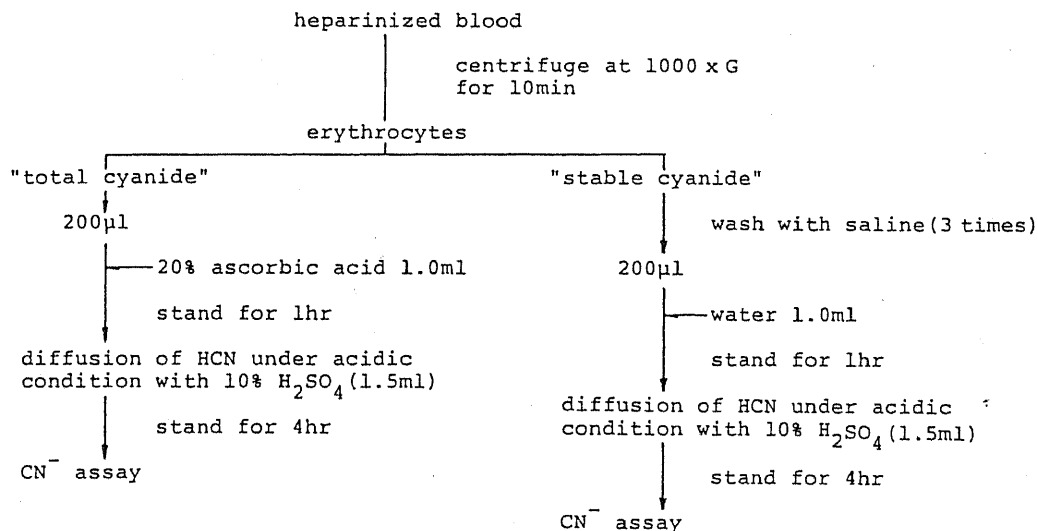 heparinized blood
centrifuge at 1000 x G
for 10min
erythrocytes
"total cyanide"
200µl
20% ascorbic acid 1.0ml
stand for 1hr
diffusion of HCN under acidic
condition with 10% H₂SO₄(1.5ml)
stand for 4hr
CN⁻ assay
"stable cyanide"
wash with saline(3 times)
200µl
water 1.0ml
stand for 1hr
diffusion of HCN under acidic
condition with 10% H₂SO₄(1.5ml)
stand for 4hr
CN⁻ assay